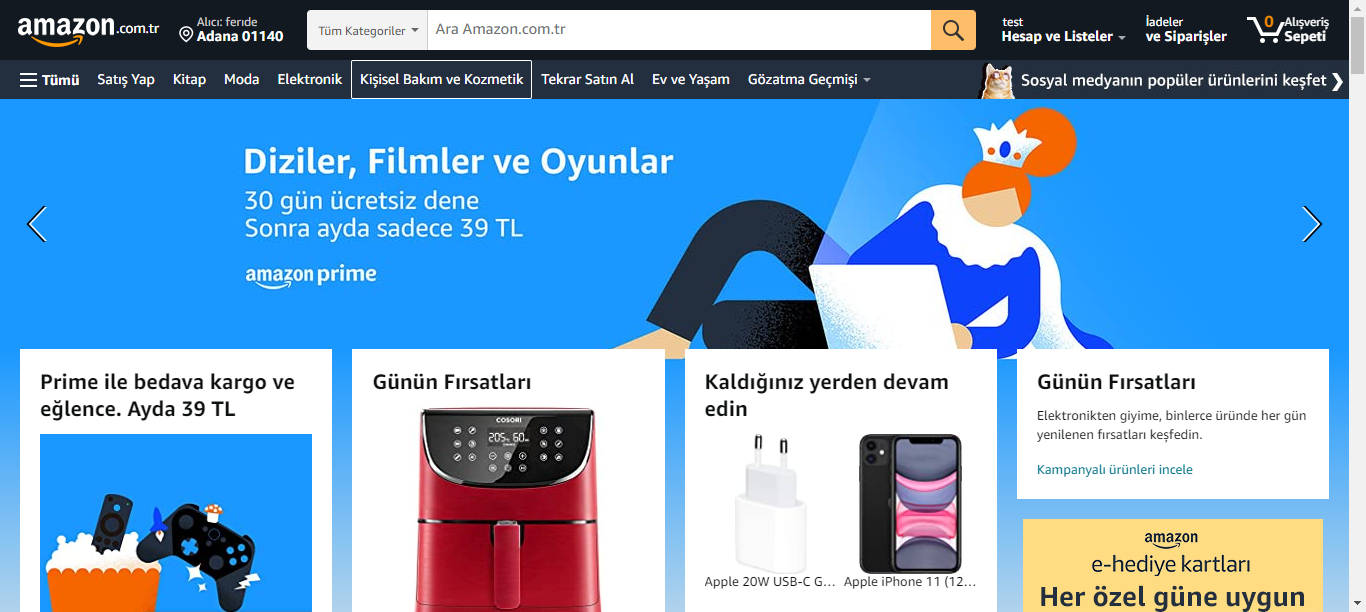 amazon.com.tr
Alıcı: ferıde
Adana 01140
Tüm Kategoriler
Ara Amazon.com.tr
test
Hesap ve Listeler
İadeler
ve Siparişler
0
Alışveriş
Sepeti
Tümü
Satış Yap
Kitap
Moda
Elektronik
Kişisel Bakım ve Kozmetik
Tekrar Satın Al
Ev ve Yaşam
Gözatma Geçmişi
Sosyal medyanın popüler ürünlerini keşfet
Diziler, Filmler ve Oyunlar
30 gün ücretsiz dene
Sonra ayda sadece 39 TL
amazon prime
Prime ile bedava kargo ve
eğlence. Ayda 39 TL
Günün Fırsatları
COSORI
205 60
Kaldığınız yerden devam
edin
Apple 20W USB-C G...
Apple iPhone 11 (12...
Günün Fırsatları
Elektronikten giyime, binlerce üründe her gün
yenilenen fırsatları keşfedin.
Kampanyalı ürünleri incele
amazon
e-hediye kartları
Her özel güne uygun